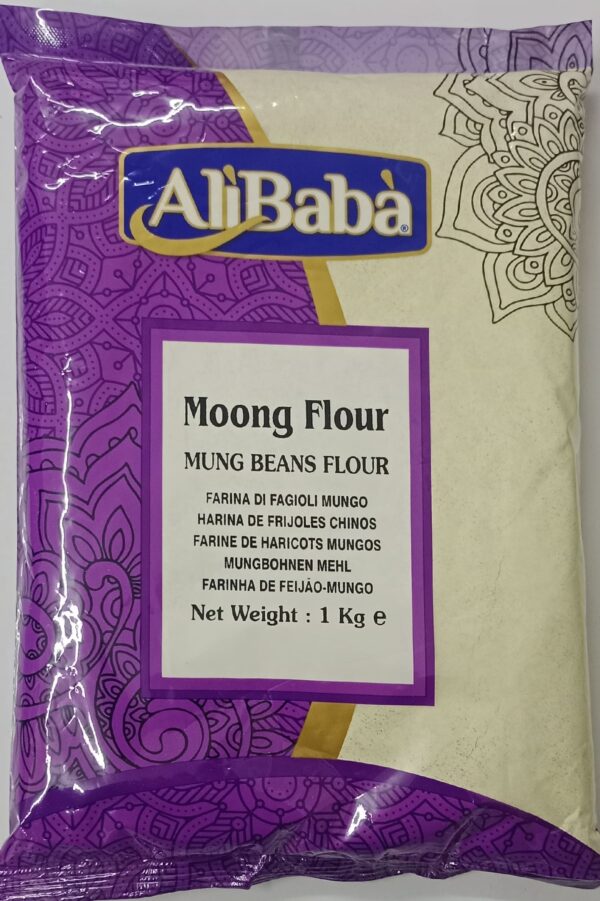 AlìBabà®
Moong Flour
MUNG BEANS FLOUR
FARINA DI FAGIOLI MUNGO
HARINA DE FRIJOLES CHINOS
FARINE DE HARICOTS MUNGOS
MUNGBOHNEN MEHL
FARINHA DE FEIJÃO-MUNGO
Net Weight : 1 Kg e